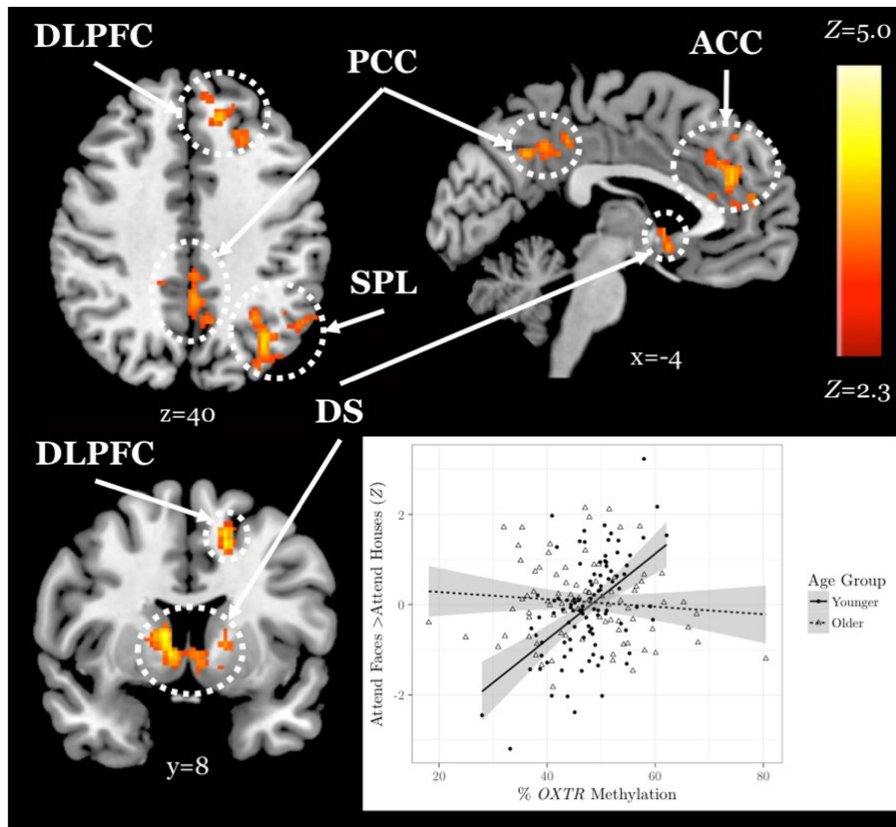 DLPFC
PCC
ACC
Z=5.0
SPL
z=40
x=-4
Z=2.3
DS
DLPFC
y=8
Attend Faces >Attend Houses (Z)
2
0
-2
20
40
60
80
% OXTR Methylation
Age Group
Younger
Older